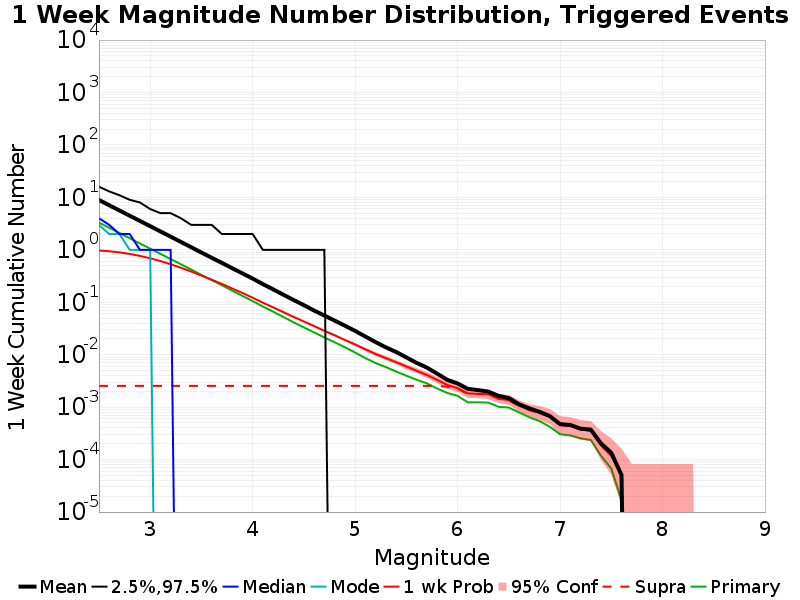 1 Week Magnitude Number Distribution, Triggered Events
1 Week Cumulative Number
10^4
10^3
10^2
10^1
10^0
10^-1
10^-2
10^-3
10^-4
10^-5
3 4 5 6 7 8 9
Magnitude
Mean 2.5%,97.5% Median Mode 1 wk Prob 95% Conf Supra Primary